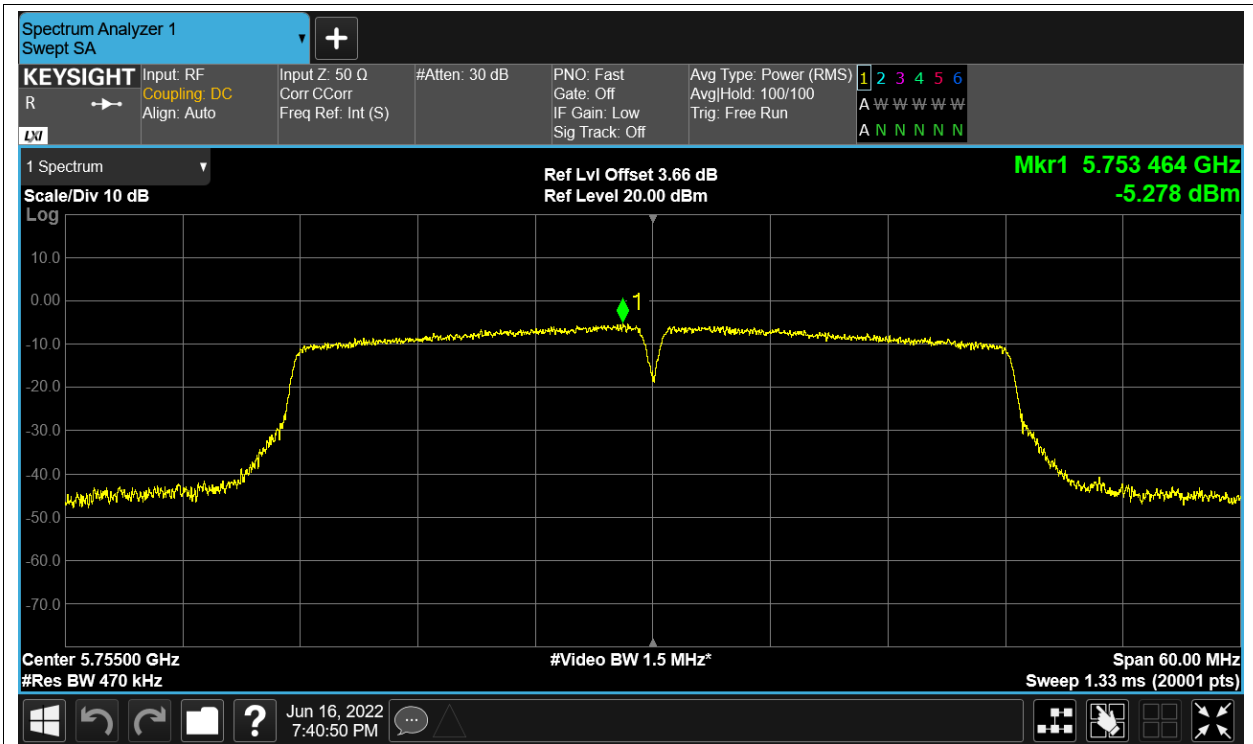 Spectrum Analyzer 1
Swept SA
KEYSIGHT
R
LXI
Input: RF
Coupling: DC
Align: Auto
Input Z: 50 Ω
Corr CCorr
Freq Ref: Int (S)
#Atten: 30 dB
PNO: Fast
Gate: Off
IF Gain: Low
Sig Track: Off
Avg Type: Power (RMS)
Avg|Hold: 100/100
Trig: Free Run
1 2 3 4 5 6
A W W W W W
A N N N N N
1 Spectrum
Scale/Div 10 dB
Log
Ref Lvl Offset 3.66 dB
Ref Level 20.00 dBm
Mkr1 5.753 464 GHz
-5.278 dBm
10.0
0.00
-10.0
-20.0
-30.0
-40.0
-50.0
-60.0
-70.0
1
Center 5.75500 GHz
#Res BW 470 kHz
#Video BW 1.5 MHz*
Span 60.00 MHz
Sweep 1.33 ms (20001 pts)
?
Jun 16, 2022
7:40:50 PM